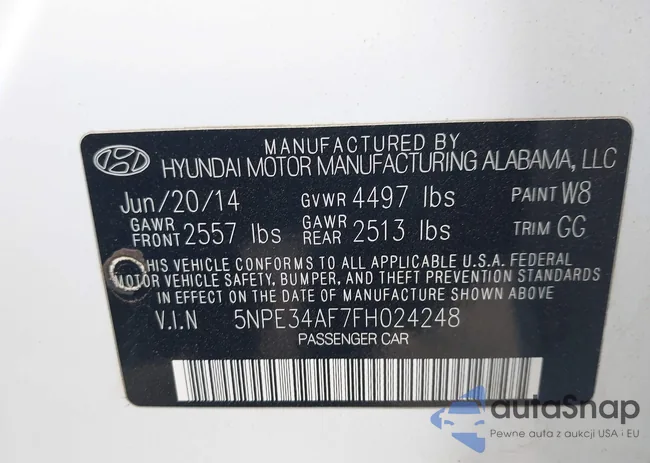 MANUFACTURED BY
HYUNDAI MOTOR MANUFACTURING ALABAMA, LLC
Jun/20/14 GVWR 4497 lbs PAINT W8
GAWR FRONT 2557 lbs GAWR REAR 2513 lbs TRIM GG
HIS VEHICLE CONFORMS TO ALL APPLICABLE U.S.A. FEDERAL
MOTOR VEHICLE SAFETY, BUMPER, AND THEFT PREVENTION STANDARDS
IN EFFECT ON THE DATE OF MANUFACTURE SHOWN ABOVE.
V.I.N 5NPE34AF7FH024248
PASSENGER CAR
autaSnap
Pewne auta z aukcji USA i EU